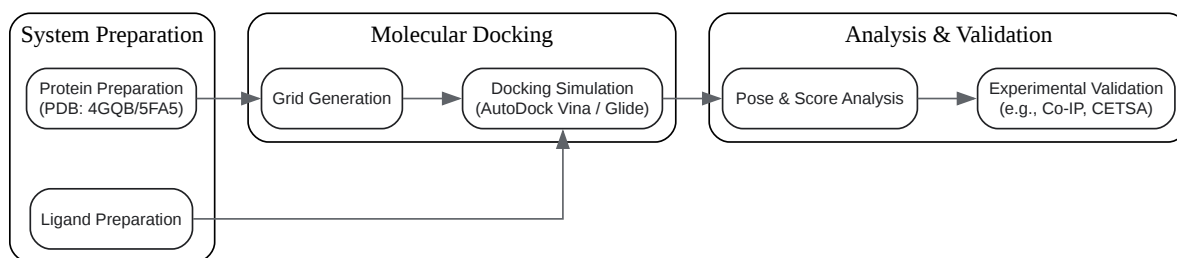 System Preparation
Protein Preparation
(PDB: 4GQB/5FA5)
Ligand Preparation
Molecular Docking
Grid Generation
Docking Simulation
(AutoDock Vina / Glide)
Analysis & Validation
Pose & Score Analysis
Experimental Validation
(e.g., Co-IP, CETSA)